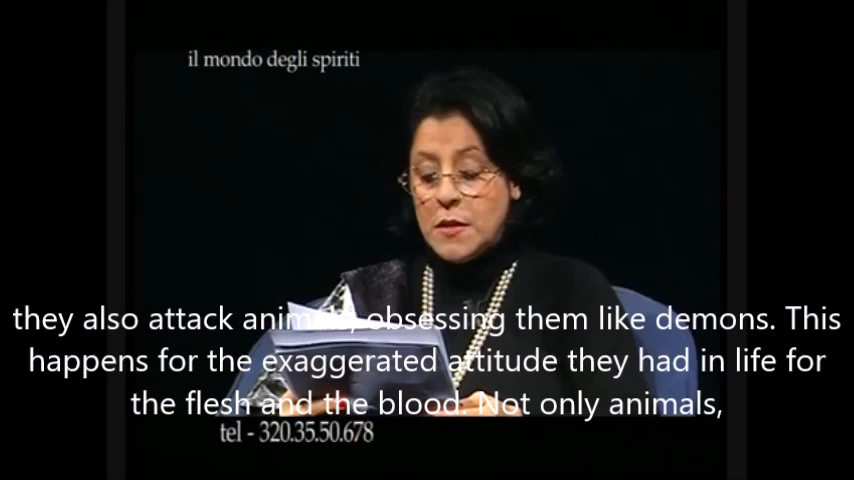 il mondo degli spiriti
they also attack animals, obsessing them like demons. This
happens for the exaggerated attitude they had in life for
the flesh and the blood. Not only animals,
tel - 320.35.50.678